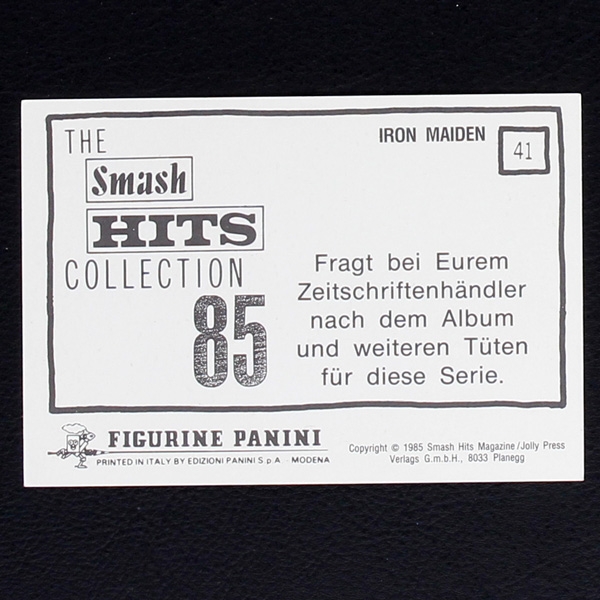 THE
Smash
HITS
COLLECTION
85
IRON MAIDEN
41
Fragt bei Eurem
Zeitschriftenhändler
nach dem Album
und weiteren Tüten
für diese Serie.
FIGURINE PANINI
PRINTED IN ITALY BY EDIZIONI PANINI S.p.A. - MODENA
Copyright © 1985 Smash Hits Magazine/Jolly Press
Verlags G.m.b.H., 8033 Planegg